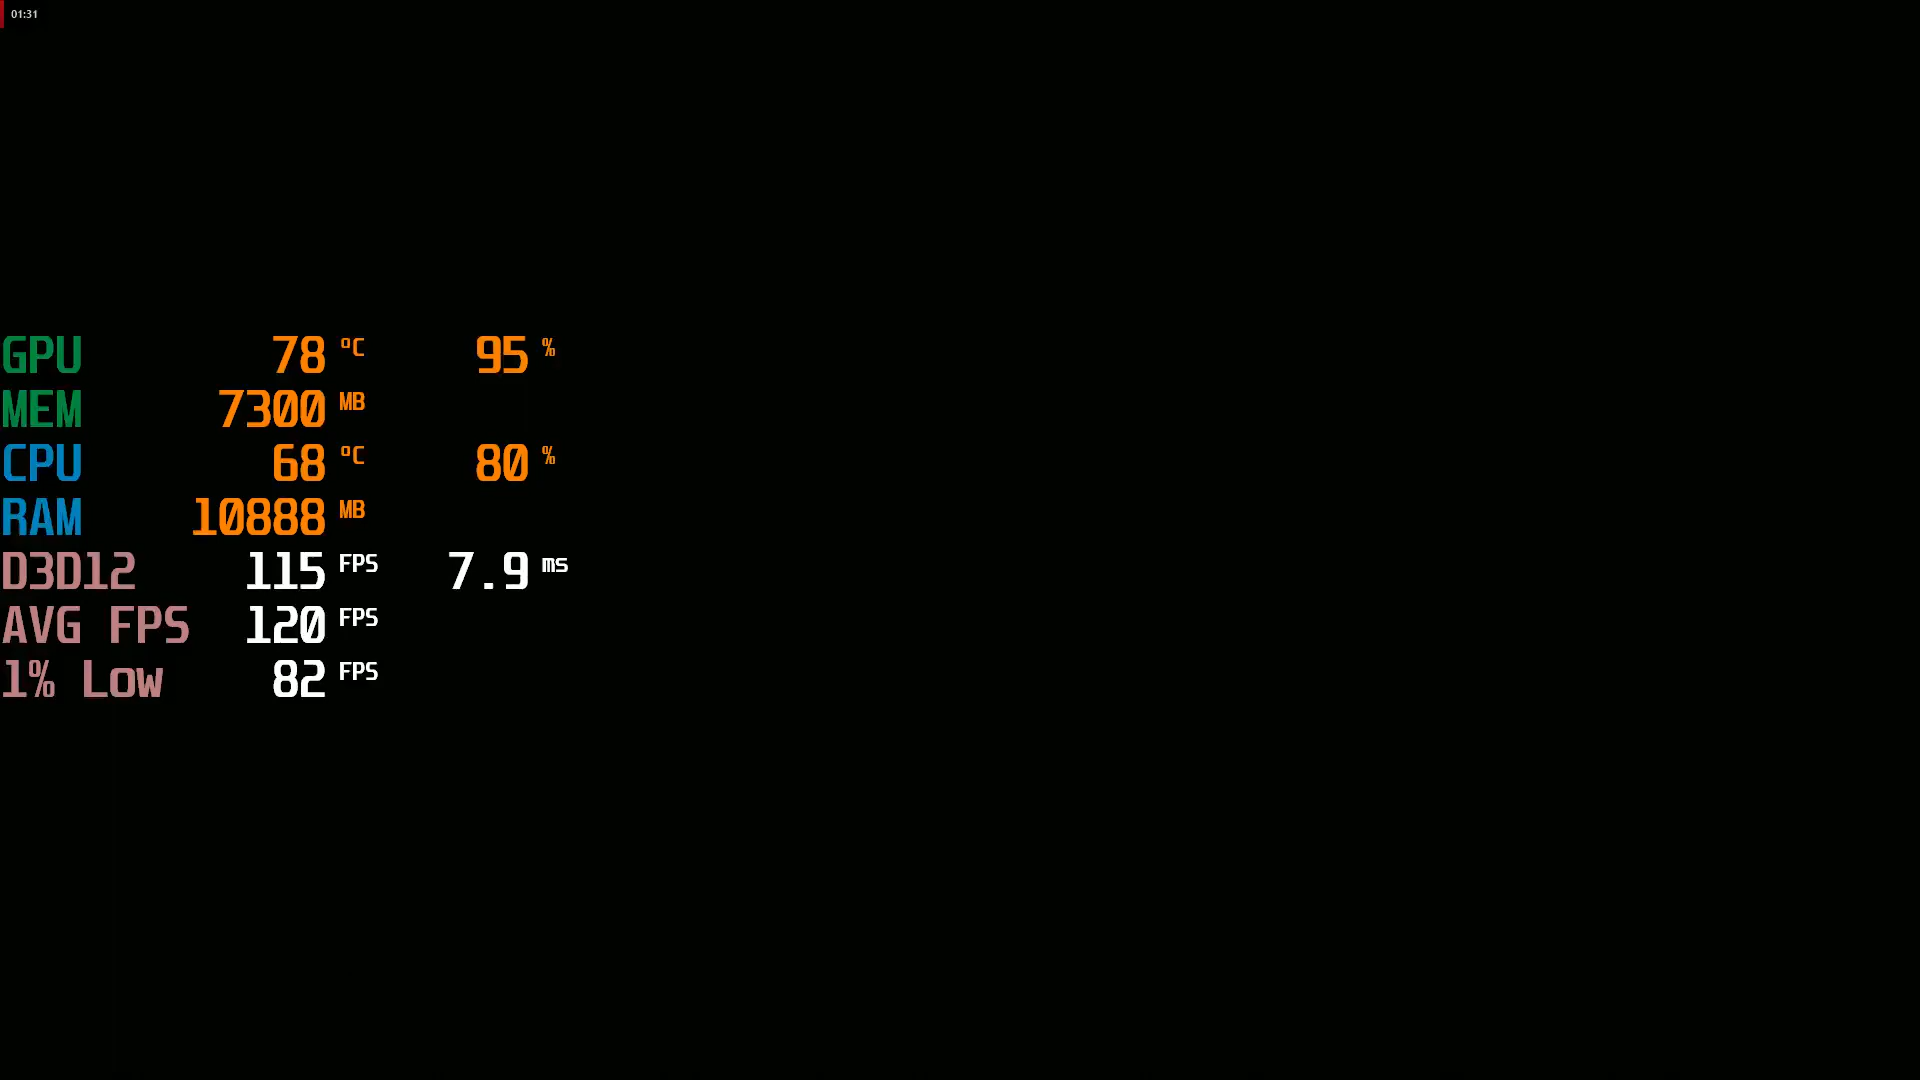 01:31
GPU 78 °C 95 %
MEM 7300 MB
CPU 68 °C 80 %
RAM 10888 MB
D3D12 115 FPS 7.9 ms
AVG FPS 120 FPS
1% Low 82 FPS